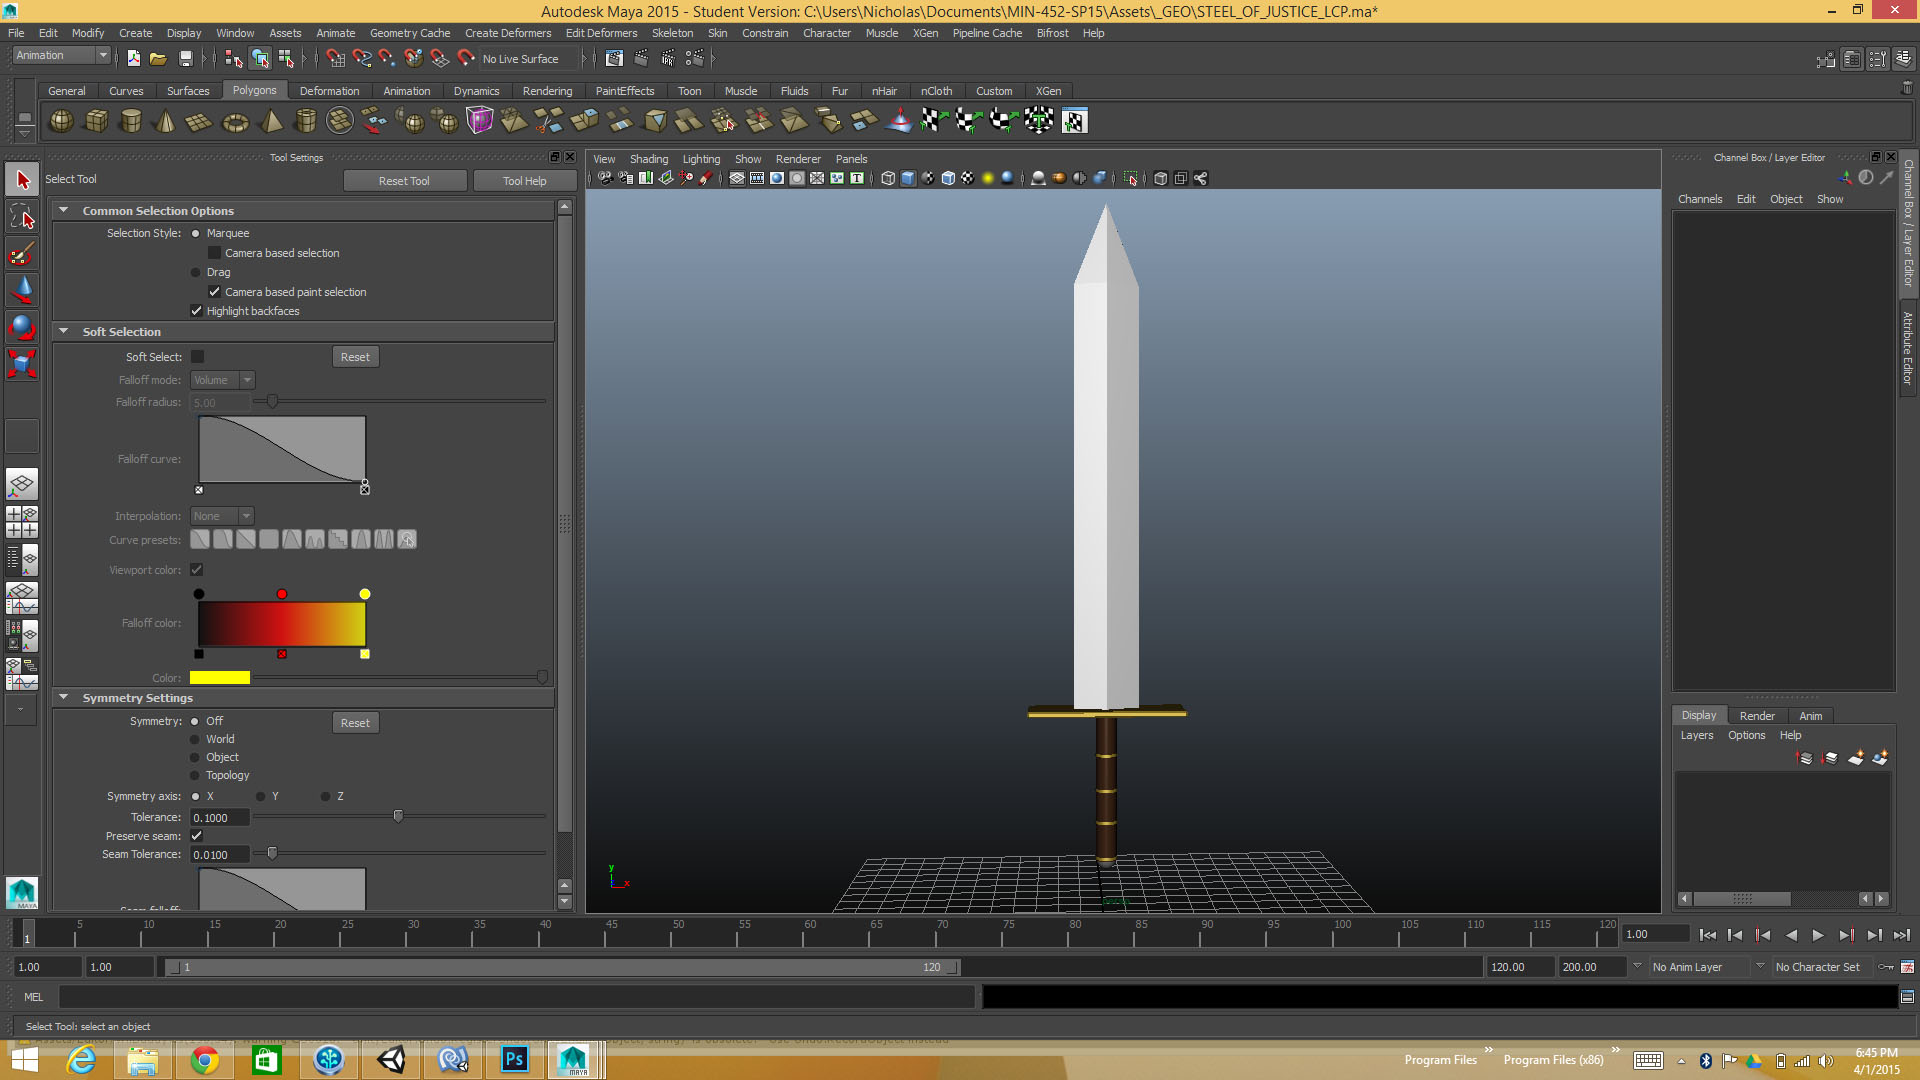 Autodesk Maya 2015 - Student Version: C:\Users\Nicholas\Documents\MIN-452-SP15\Assets\_GEO\STEEL_OF_JUSTICE_LCP.ma*
File Edit Modify Create Display Window Assets Animate Geometry Cache Create Deformers Edit Deformers Skeleton Skin Constrain Character Muscle XGen Pipeline Cache Bifrost Help
Animation No Live Surface
General Curves Surfaces Polygons Deformation Animation Dynamics Rendering PaintEffects Toon Muscle Fluids Fur nHair nCloth Custom XGen
Tool Settings
Select Tool Reset Tool Tool Help
Common Selection Options
Selection Style: Marquee
Camera based selection
Drag
Camera based paint selection
Highlight backfaces
Soft Selection
Soft Select: Reset
Falloff mode: Volume
Falloff radius: 5.00
Falloff curve:
Interpolation: None
Curve presets:
Viewport color:
Falloff color:
Color:
Symmetry Settings
Symmetry: Off Reset
World
Object
Topology
Symmetry axis: X Y Z
Tolerance: 0.1000
Preserve seam:
Seam Tolerance: 0.0100
MAYA
View Shading Lighting Show Renderer Panels
y
x
Channel Box / Layer Editor
Channels Edit Object Show
Channel Box / Layer Editor
Attribute Editor
Display Render Anim
Layers Options Help
1 5 10 15 20 25 30 35 40 45 50 55 60 65 70 75 80 85 90 95 100 105 110 115 120 1.00
1.00 1.00 1 120 120.00 200.00 No Anim Layer No Character Set
MEL
Select Tool: select an object
Ps MAYA Program Files Program Files (x86) 6:45 PM
4/1/2015